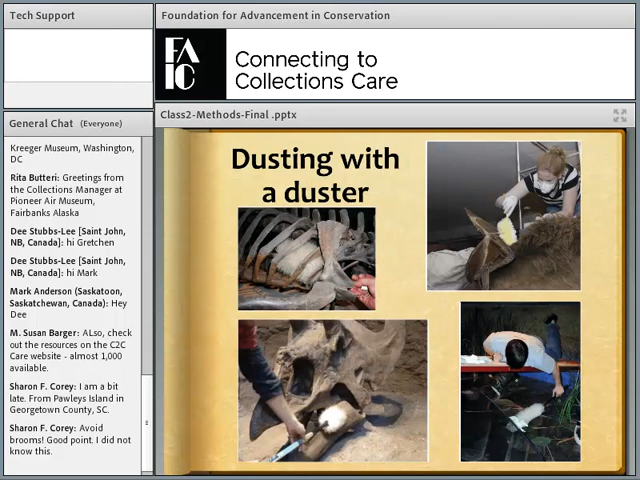 Tech Support
Foundation for Advancement in Conservation
FA
IC
Connecting to
Collections Care
General Chat (Everyone)
Kreeger Museum, Washington,
DC
Rita Butteri: Greetings from
the Collections Manager at
Pioneer Air Museum,
Fairbanks Alaska
Dee Stubbs-Lee [Saint John,
NB, Canada]: hi Gretchen
Dee Stubbs-Lee [Saint John,
NB, Canada]: hi Mark
Mark Anderson (Saskatoon,
Saskatchewan, Canada): Hey
Dee
M. Susan Barger: ALso, check
out the resources on the C2C
Care website - almost 1,000
available.
Sharon F. Corey: I am a bit
late. From Pawleys Island in
Georgetown County, SC.
Sharon F. Corey: Avoid
brooms! Good point. I did not
know this.
Class2-Methods-Final .pptx
Dusting with
a duster